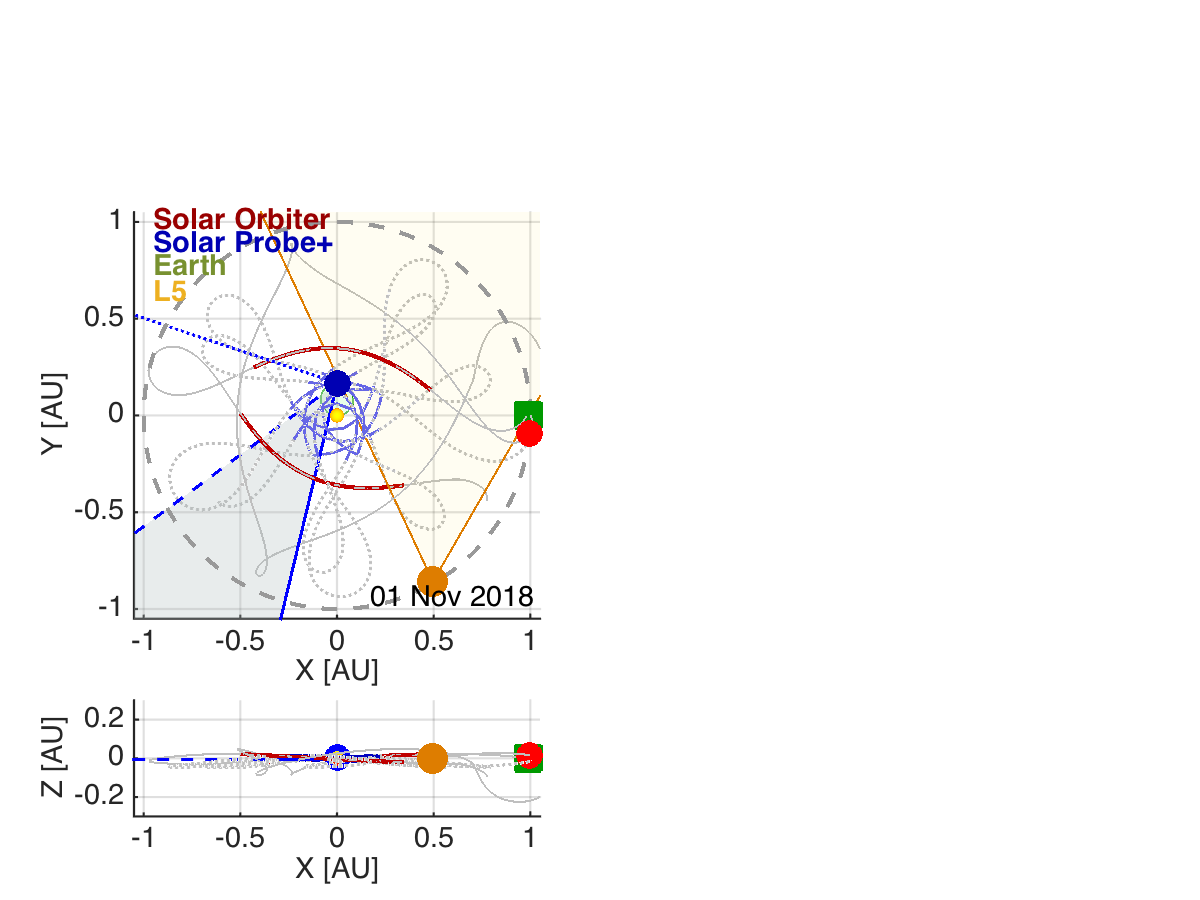 Solar Orbiter
Solar Probe+
Earth
L5
1
0.5
0
-0.5
-1
Y [AU]
01 Nov 2018
-1 -0.5 0 0.5 1
X [AU]
0.2
0
-0.2
Z [AU]
-1 -0.5 0 0.5 1
X [AU]